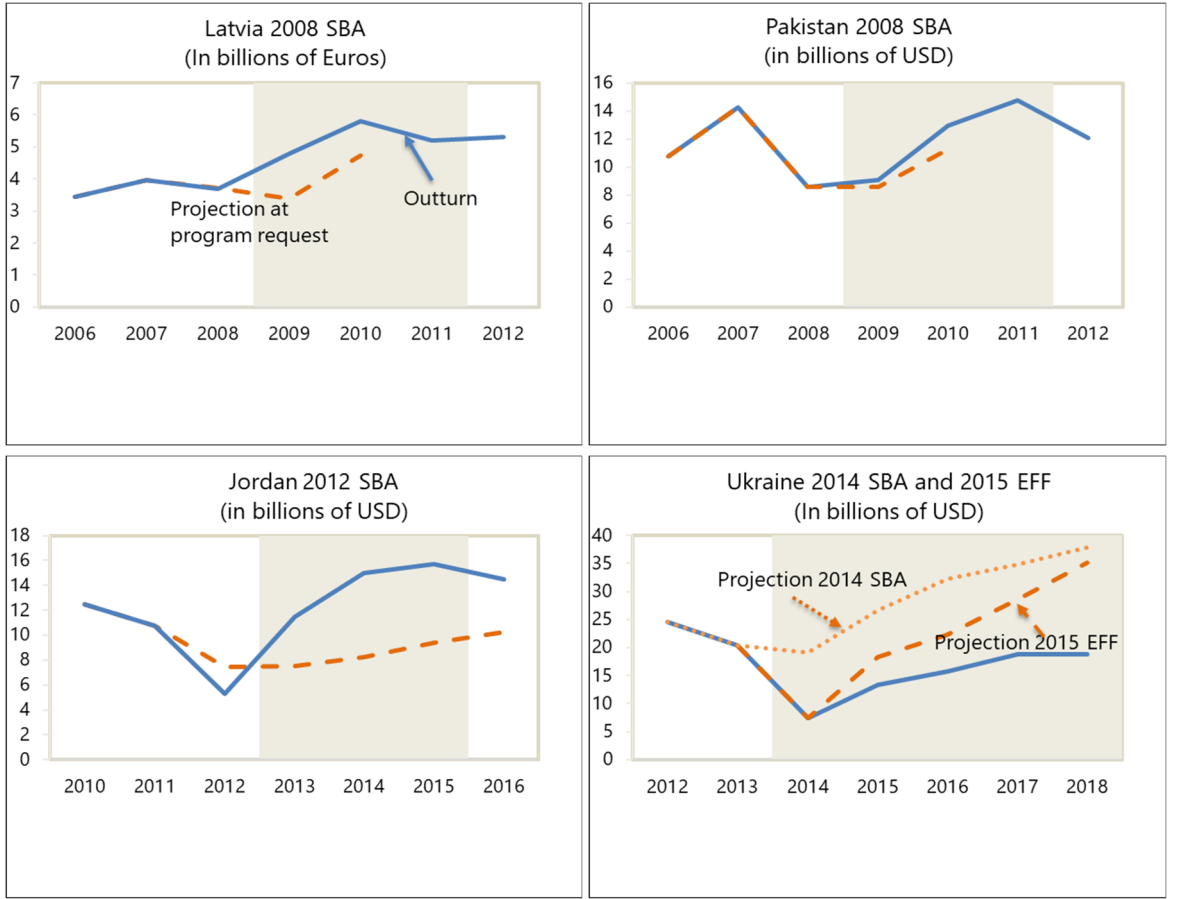 Latvia 2008 SBA
(In billions of Euros)
7
6
5
4
3
2
1
0
Outturn
Projection at
program request
2006 2007 2008 2009 2010 2011 2012
Pakistan 2008 SBA
(in billions of USD)
16
14
12
10
8
6
4
2
0
2006 2007 2008 2009 2010 2011 2012
Jordan 2012 SBA
(in billions of USD)
18
16
14
12
10
8
6
4
2
0
2010 2011 2012 2013 2014 2015 2016
Ukraine 2014 SBA and 2015 EFF
(In billions of USD)
40
35
30
25
20
15
10
5
0
Projection 2014 SBA
Projection 2015 EFF
2012 2013 2014 2015 2016 2017 2018